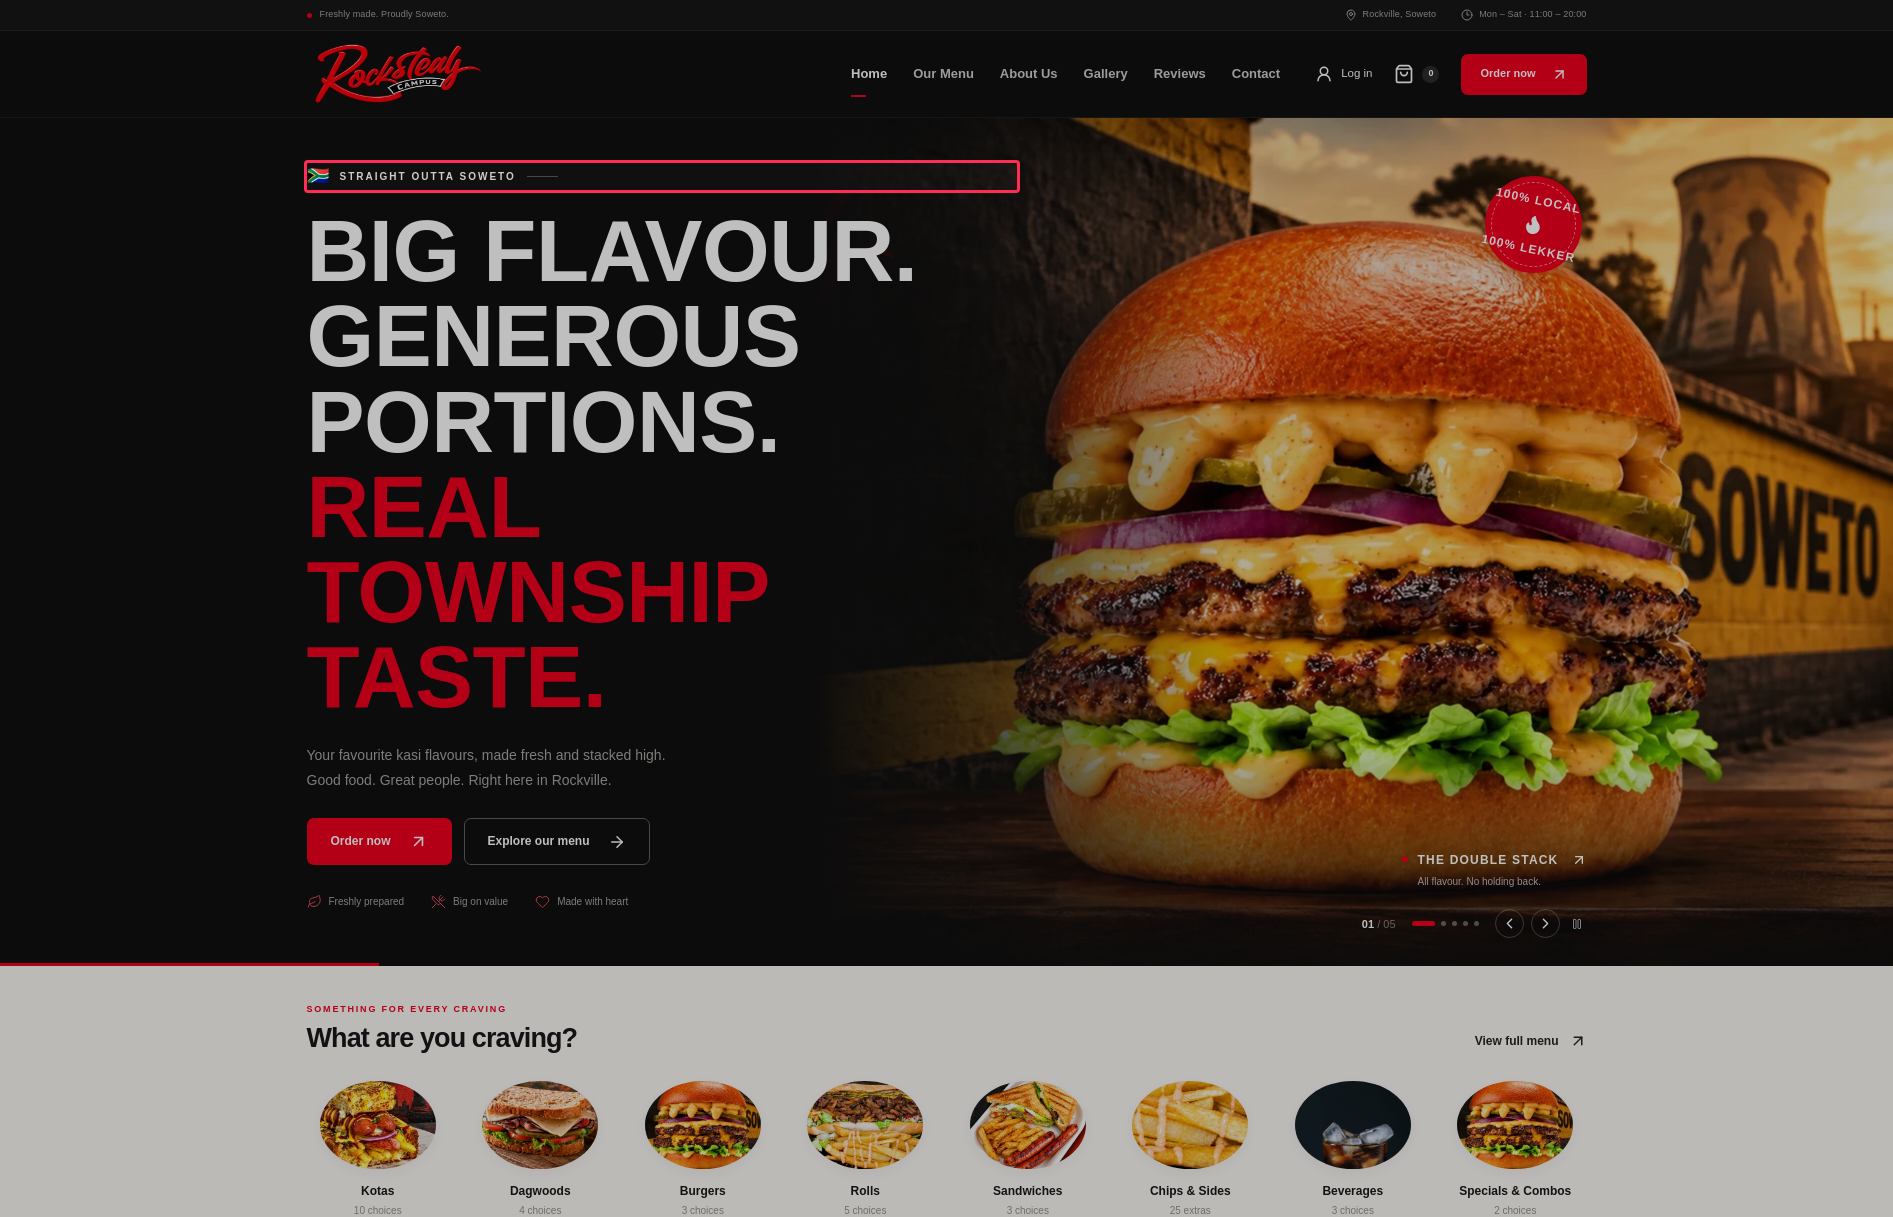 Freshly made. Proudly Soweto.
Rockville, Soweto
Mon – Sat · 11:00 – 20:00
Rocksteady
CAMPUS
Home
Our Menu
About Us
Gallery
Reviews
Contact
Log in
0
Order now
STRAIGHT OUTTA SOWETO
BIG FLAVOUR.
GENEROUS
PORTIONS.
REAL
TOWNSHIP
TASTE.
100% LOCAL
100% LEKKER
SOWETO
Your favourite kasi flavours, made fresh and stacked high.
Good food. Great people. Right here in Rockville.
Order now
Explore our menu
Freshly prepared
Big on value
Made with heart
THE DOUBLE STACK
All flavour. No holding back.
01 / 05
SOMETHING FOR EVERY CRAVING
What are you craving?
View full menu
Kotas
10 choices
Dagwoods
4 choices
Burgers
3 choices
Rolls
5 choices
Sandwiches
3 choices
Chips & Sides
25 extras
Beverages
3 choices
Specials & Combos
2 choices